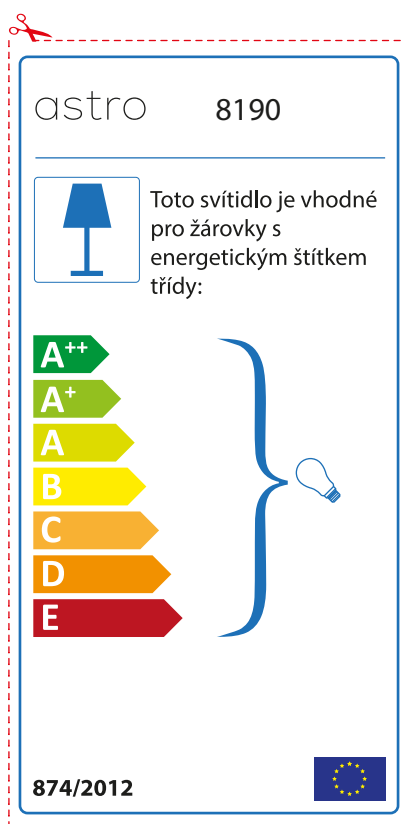 astro 8190
Toto svítidlo je vhodné
pro žárovky s
energetickým štítkem
třídy:
A++
A+
A
B
C
D
E
874/2012